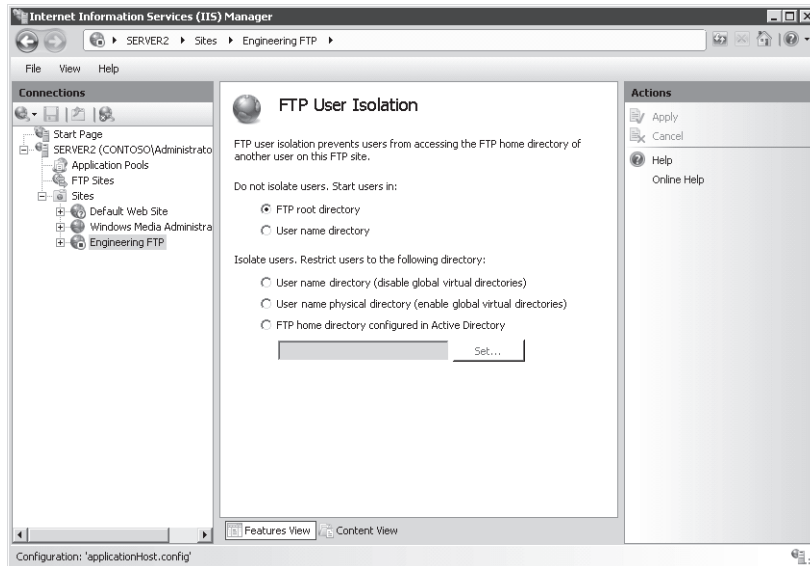 Internet Information Services (IIS) Manager
SERVER2 Sites Engineering FTP
File View Help
Connections
Start Page
SERVER2 (CONTOSO\Administrato
Application Pools
FTP Sites
Sites
Default Web Site
Windows Media Administra
Engineering FTP
FTP User Isolation
FTP user isolation prevents users from accessing the FTP home directory of
another user on this FTP site.
Do not isolate users. Start users in:
FTP root directory
User name directory
Isolate users. Restrict users to the following directory:
User name directory (disable global virtual directories)
User name physical directory (enable global virtual directories)
FTP home directory configured in Active Directory
Set...
Features View Content View
Actions
Apply
Cancel
Help
Online Help
Configuration: 'applicationHost.config'